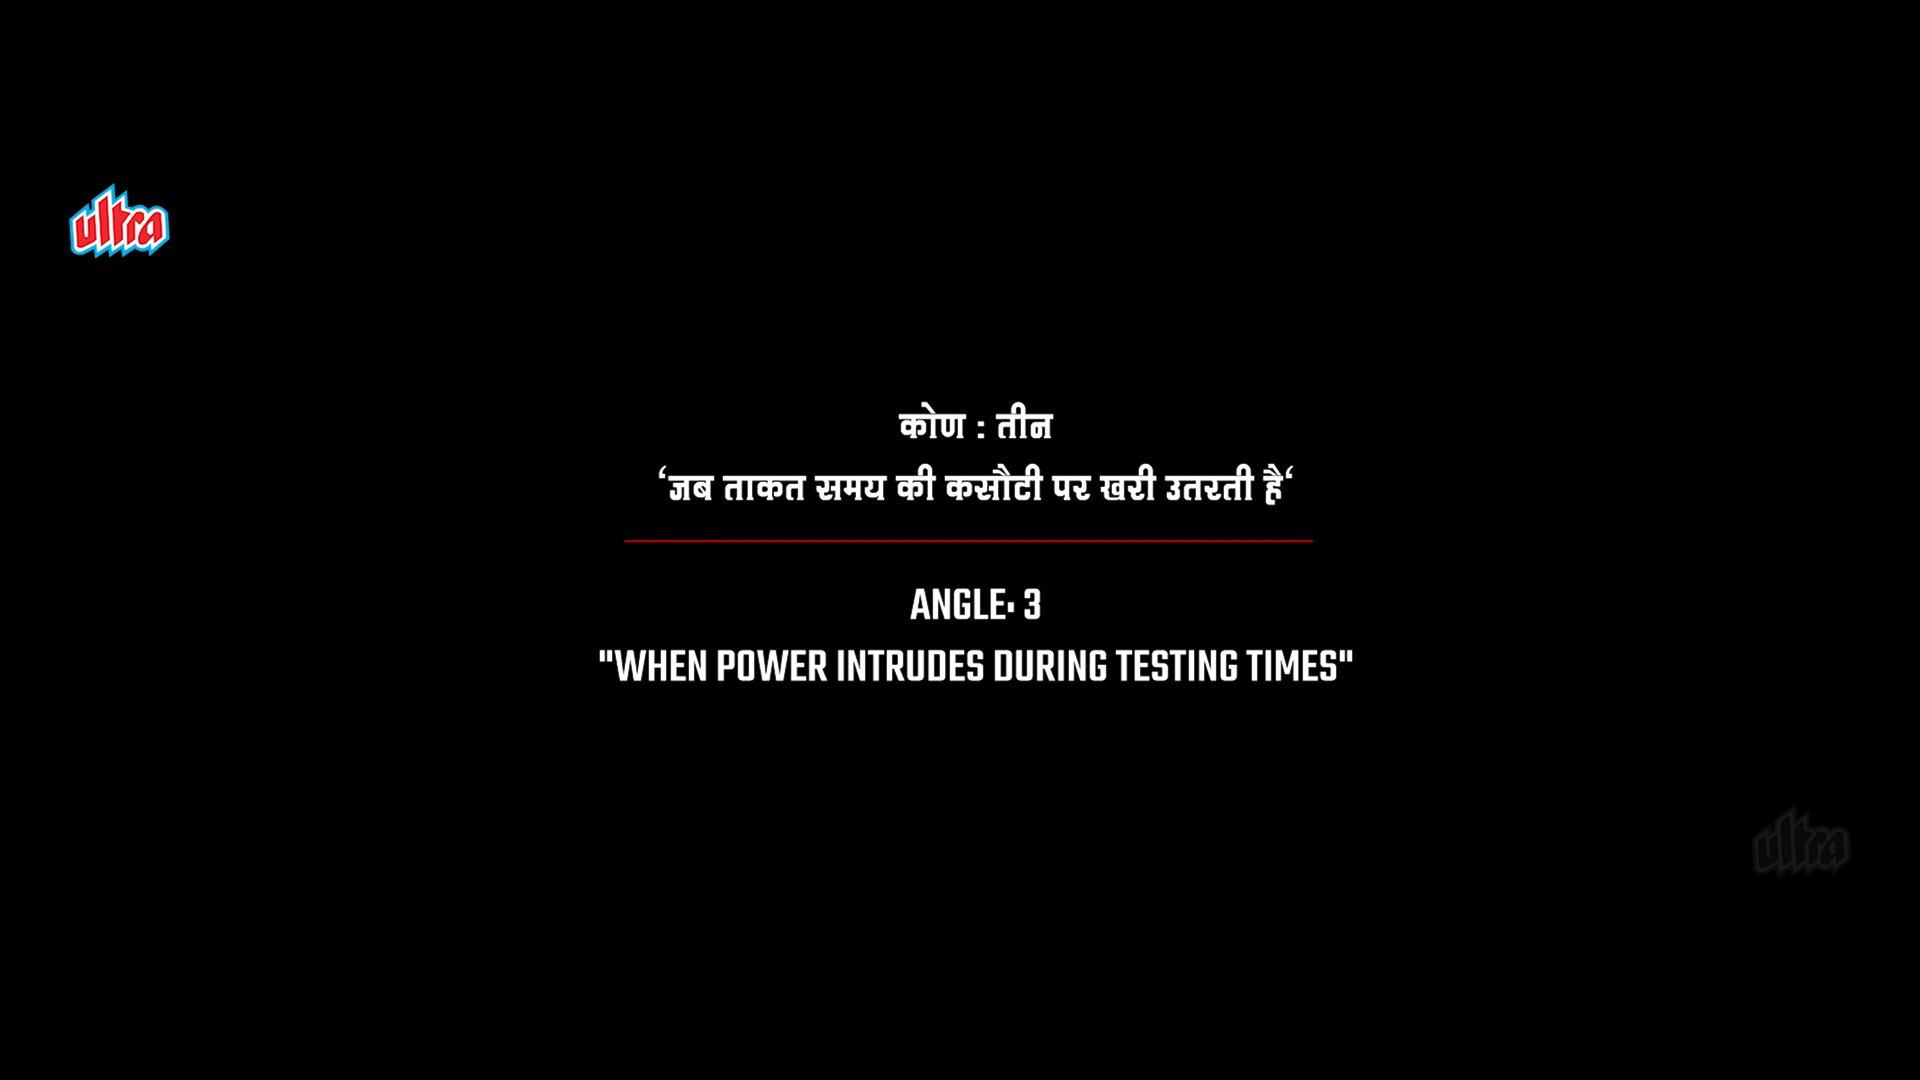 ultra
कोण : तीन
‘जब ताकत समय की कसौटी पर खरी उतरती है‘
ANGLE: 3
"WHEN POWER INTRUDES DURING TESTING TIMES"
ultra